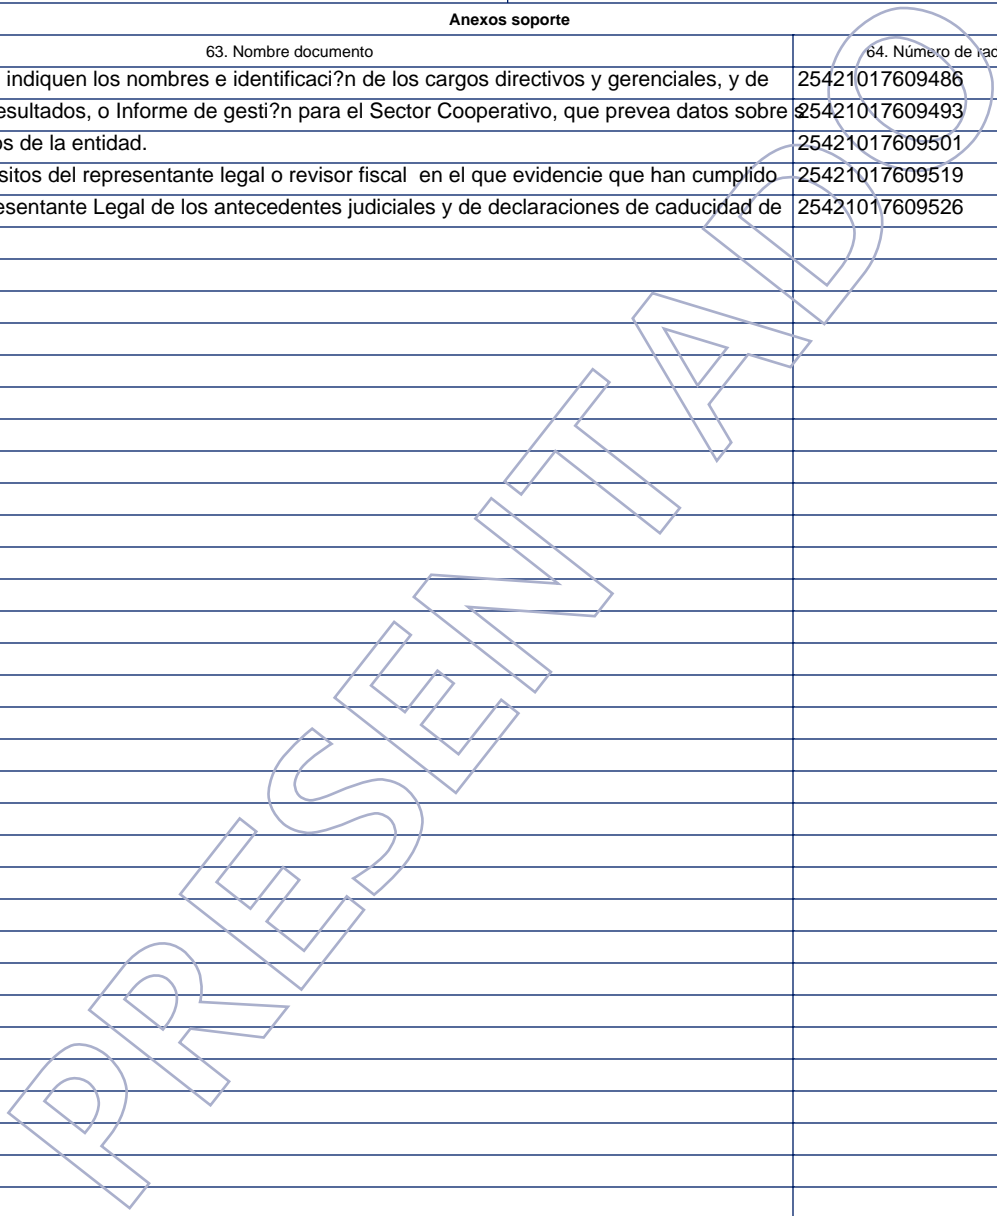 Anexos soporte
63. Nombre documento 64. Número de rad
indiquen los nombres e identificaci?n de los cargos directivos y gerenciales, y de 25421017609486
esultados, o Informe de gesti?n para el Sector Cooperativo, que prevea datos sobre s 25421017609493
os de la entidad. 25421017609501
sitos del representante legal o revisor fiscal en el que evidencie que han cumplido 25421017609519
esentante Legal de los antecedentes judiciales y de declaraciones de caducidad de 25421017609526
PRESENTADO